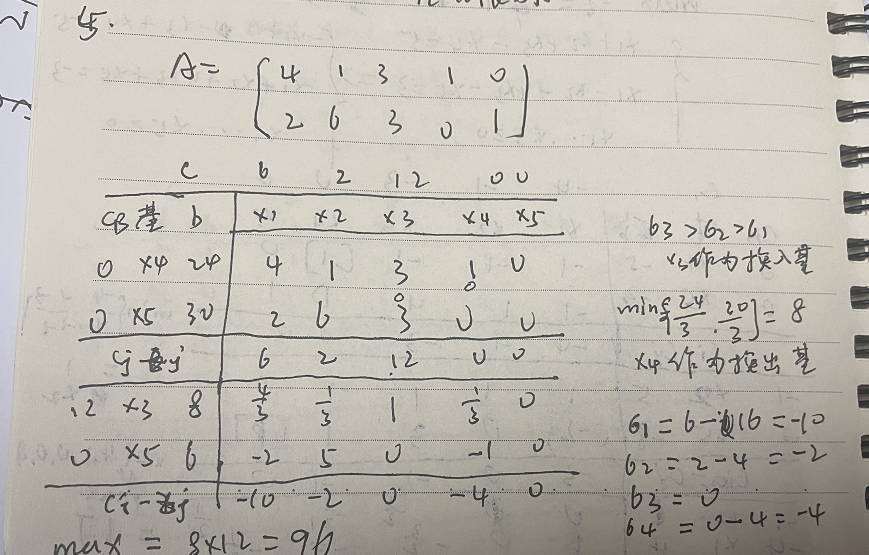 5.
A = [ 4 1 3 1 0
2 6 3 0 1 ]
C 6 2 12 0 0
CB 基 b x1 x2 x3 x4 x5
0 x4 24 4 1 3 1 0
0 0
0 x5 30 2 6 3 0 0
cj- j 6 2 12 0 0
12 x3 8 4/3 1/3 1 1/3 0
0 x5 6 -2 5 0 -1 0
cj- j -10 -2 0 -4 0
max = 8×12 = 96
б3 > б2 > б1
x3作为换入基
min{24/3 . 30/3} = 8
x4作为换出基
б1 = 6-16 = -10
б2 = 2-4 = -2
б3 = 0
б4 = 0-4 = -4